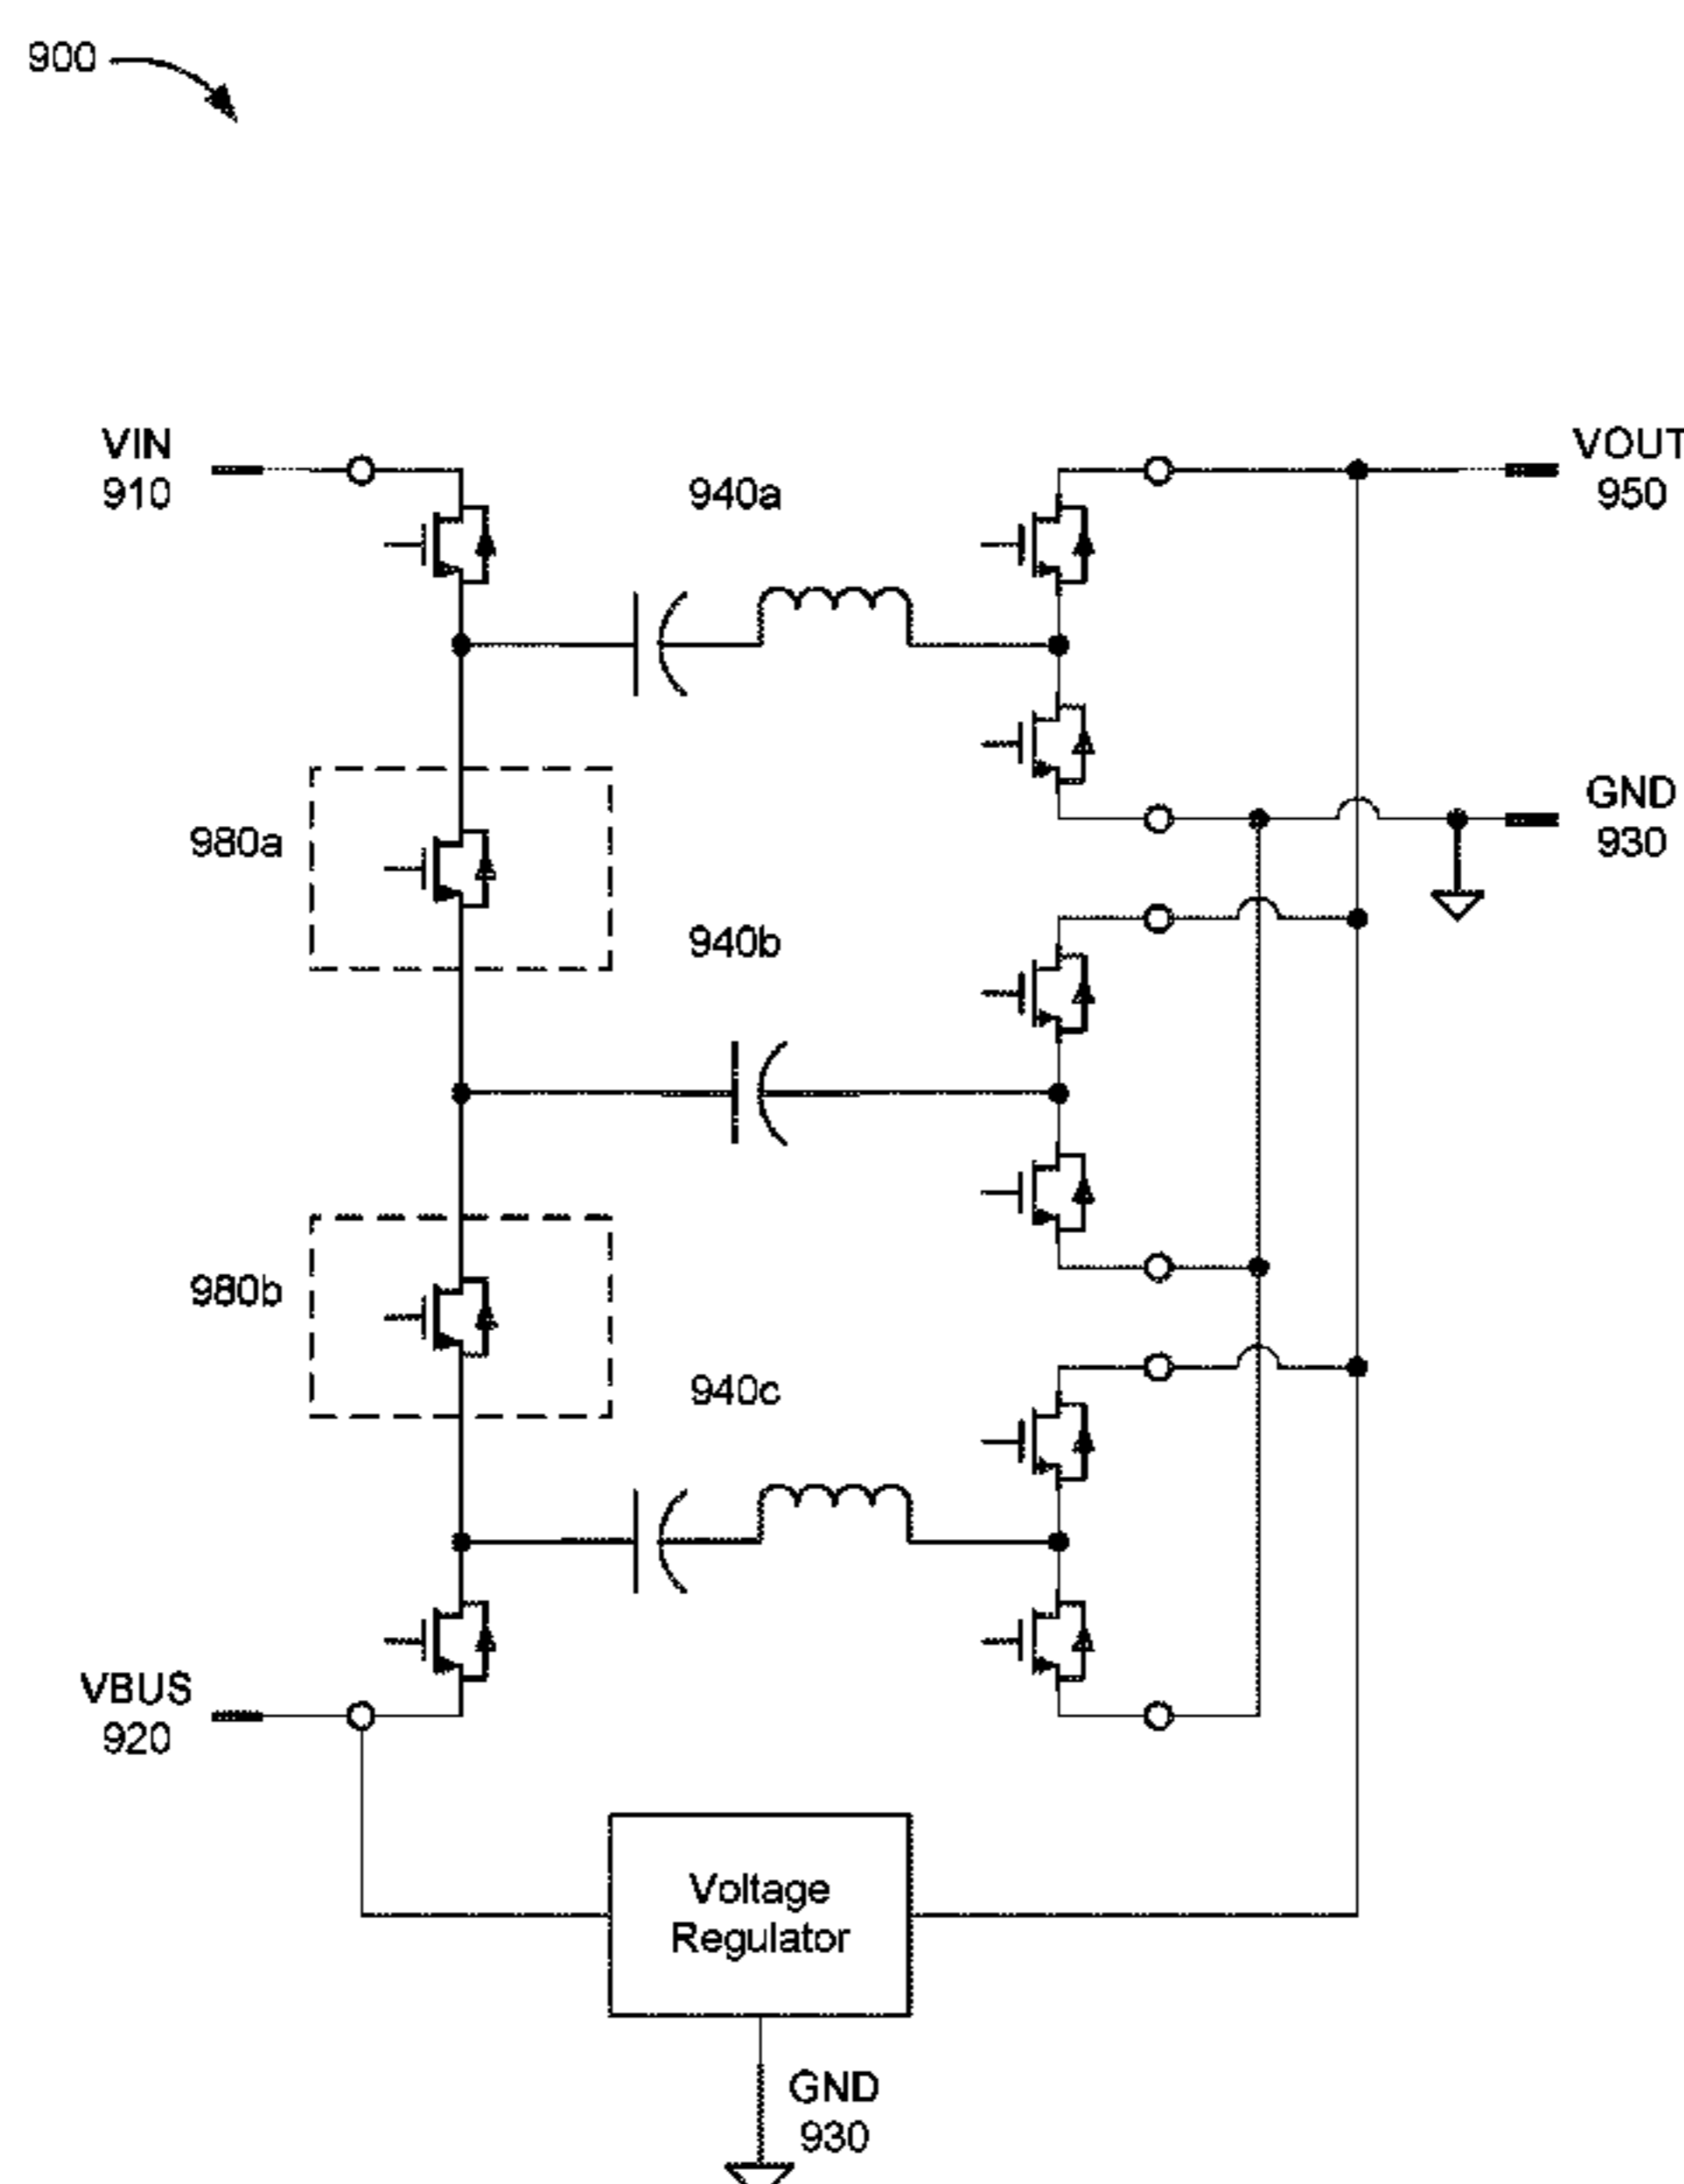 900
VIN
910
940a
VOUT
950
GND
930
980a
940b
980b
940c
VBUS
920
Voltage
Regulator
GND
930